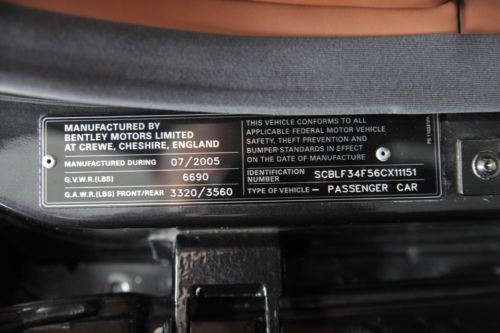 MANUFACTURED BY
BENTLEY MOTORS LIMITED
AT CREWE, CHESHIRE, ENGLAND
MANUFACTURED DURING 07/2005
G.V.W.R.(LBS) 6690
G.A.W.R.(LBS) FRONT/REAR 3320/3560
THIS VEHICLE CONFORMS TO ALL
APPLICABLE FEDERAL MOTOR VEHICLE
SAFETY, THEFT PREVENTION AND
BUMPER STANDARDS IN EFFECT
ON THE DATE OF MANUFACTURE
IDENTIFICATION
NUMBER SCBLF34F56CX11151
TYPE OF VEHICLE- PASSENGER CAR